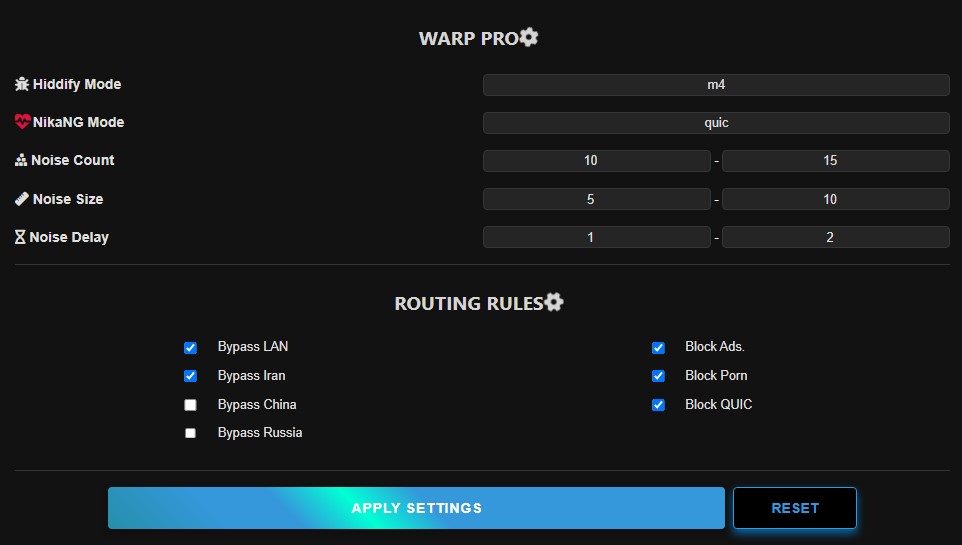 WARP PRO
Hiddify Mode m4
NikaNG Mode quic
Noise Count 10 - 15
Noise Size 5 - 10
Noise Delay 1 - 2
ROUTING RULES
Bypass LAN Block Ads.
Bypass Iran Block Porn
Bypass China Block QUIC
Bypass Russia
APPLY SETTINGS RESET